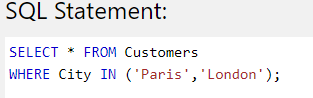 SQL Statement:
SELECT * FROM Customers
WHERE City IN ('Paris','London');